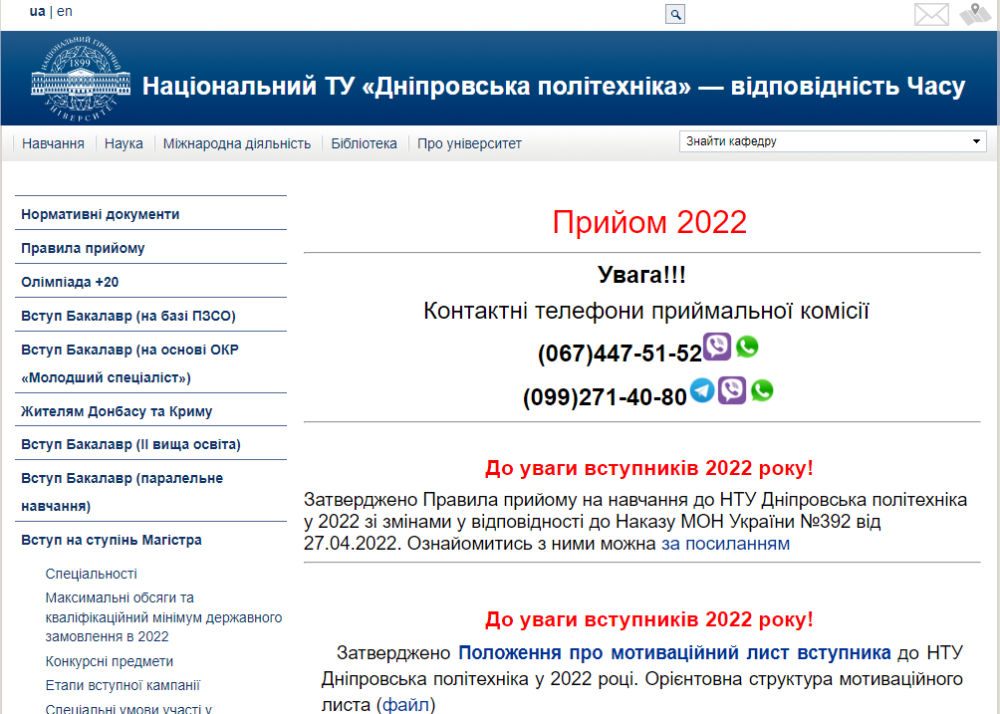 ua | en
НАЦІОНАЛЬНИЙ ГІРНИЧИЙ
1899
УНІВЕРСИТЕТ
Національний ТУ «Дніпровська політехніка» — відповідність Часу
Навчання Наука Міжнародна діяльність Бібліотека Про університет Знайти кафедру
Нормативні документи
Правила прийому
Олімпіада +20
Вступ Бакалавр (на базі ПЗСО)
Вступ Бакалавр (на основі ОКР
«Молодший спеціаліст»)
Жителям Донбасу та Криму
Вступ Бакалавр (ІІ вища освіта)
Вступ Бакалавр (паралельне
навчання)
Вступ на ступінь Магістра
Спеціальності
Максимальні обсяги та
кваліфікаційний мінімум державного
замовлення в 2022
Конкурсні предмети
Етапи вступної кампанії
Спеціальні умови участі у
Прийом 2022
Увага!!!
Контактні телефони приймальної комісії
(067)447-51-52
(099)271-40-80
До уваги вступників 2022 року!
Затверджено Правила прийому на навчання до НТУ Дніпровська політехніка
у 2022 зі змінами у відповідності до Наказу МОН України №392 від
27.04.2022. Ознайомитись з ними можна за посиланням
До уваги вступників 2022 року!
Затверджено Положення про мотиваційний лист вступника до НТУ
Дніпровська політехніка у 2022 році. Орієнтовна структура мотиваційного
листа (файл)